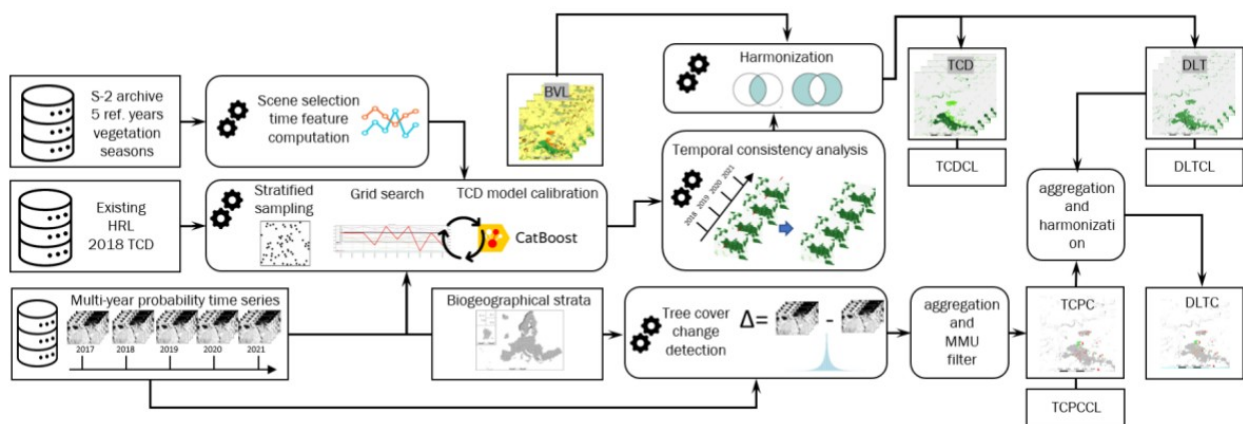 S-2 archive
5 ref. years
vegetation
seasons
Scene selection
time feature
computation
BVL
Harmonization
TCD
TCDCL
DLT
DLTCL
Existing
HRL
2018 TCD
Stratified
sampling
Grid search
TCD model calibration
CatBoost
Temporal consistency analysis
2018 2019 2020 2021
aggregation
and
harmonizati
on
Multi-year probability time series
2017 2018 2019 2020 2021
Biogeographical strata
Tree cover
change
detection
Δ= -
aggregation
and
MMU
filter
TCPC
TCPCCL
DLTC